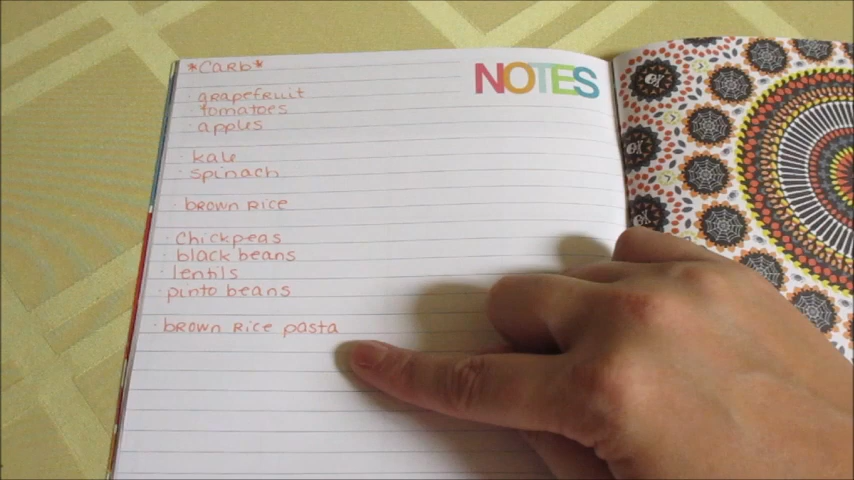 *CARB*
NOTES
· grapefruit
· tomatoes
· apples
· kale
· spinach
· brown Rice
· Chickpeas
· black beans
· lentils
· pinto beans
· brown Rice pasta